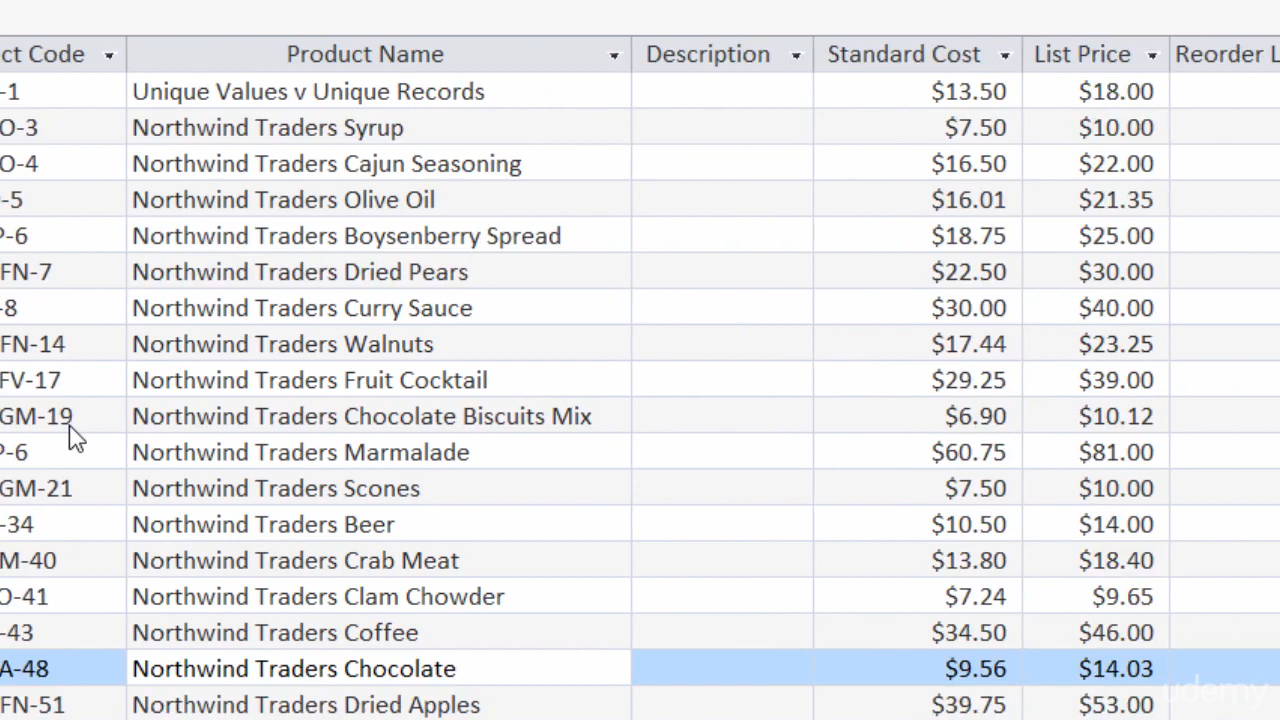 ct Code Product Name Description Standard Cost List Price Reorder L
-1 Unique Values v Unique Records $13.50 $18.00
O-3 Northwind Traders Syrup $7.50 $10.00
O-4 Northwind Traders Cajun Seasoning $16.50 $22.00
-5 Northwind Traders Olive Oil $16.01 $21.35
P-6 Northwind Traders Boysenberry Spread $18.75 $25.00
FN-7 Northwind Traders Dried Pears $22.50 $30.00
-8 Northwind Traders Curry Sauce $30.00 $40.00
FN-14 Northwind Traders Walnuts $17.44 $23.25
FV-17 Northwind Traders Fruit Cocktail $29.25 $39.00
GM-19 Northwind Traders Chocolate Biscuits Mix $6.90 $10.12
P-6 Northwind Traders Marmalade $60.75 $81.00
GM-21 Northwind Traders Scones $7.50 $10.00
-34 Northwind Traders Beer $10.50 $14.00
M-40 Northwind Traders Crab Meat $13.80 $18.40
O-41 Northwind Traders Clam Chowder $7.24 $9.65
-43 Northwind Traders Coffee $34.50 $46.00
A-48 Northwind Traders Chocolate $9.56 $14.03
FN-51 Northwind Traders Dried Apples $39.75 $53.00
udemy